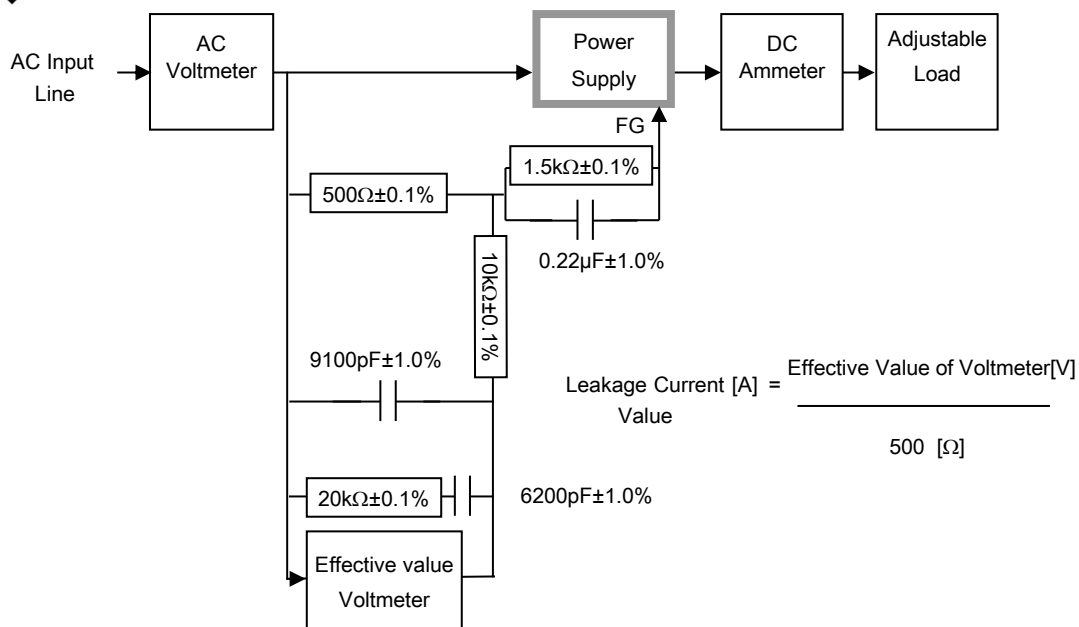 AC Input
Line
AC
Voltmeter
Power
Supply
DC
Ammeter
Adjustable
Load
FG
1.5kΩ±0.1%
500Ω±0.1%
0.22µF±1.0%
10kΩ±0.1%
9100pF±1.0%
Leakage Current [A] = Effective Value of Voltmeter[V]
Value
500 [Ω]
20kΩ±0.1%
6200pF±1.0%
Effective value
Voltmeter